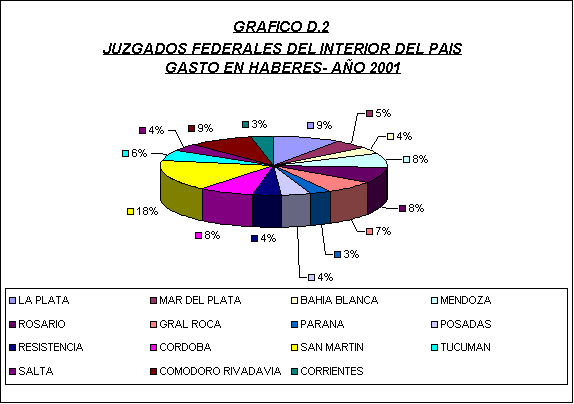 GRAFICO D.2
JUZGADOS FEDERALES DEL INTERIOR DEL PAIS
GASTO EN HABERES- AÑO 2001
3%
9%
5%
9%
4%
4%
6%
8%
18%
8%
8%
4%
7%
3%
4%
LA PLATA MAR DEL PLATA BAHIA BLANCA MENDOZA
ROSARIO GRAL ROCA PARANA POSADAS
RESISTENCIA CORDOBA SAN MARTIN TUCUMAN
SALTA COMODORO RIVADAVIA CORRIENTES